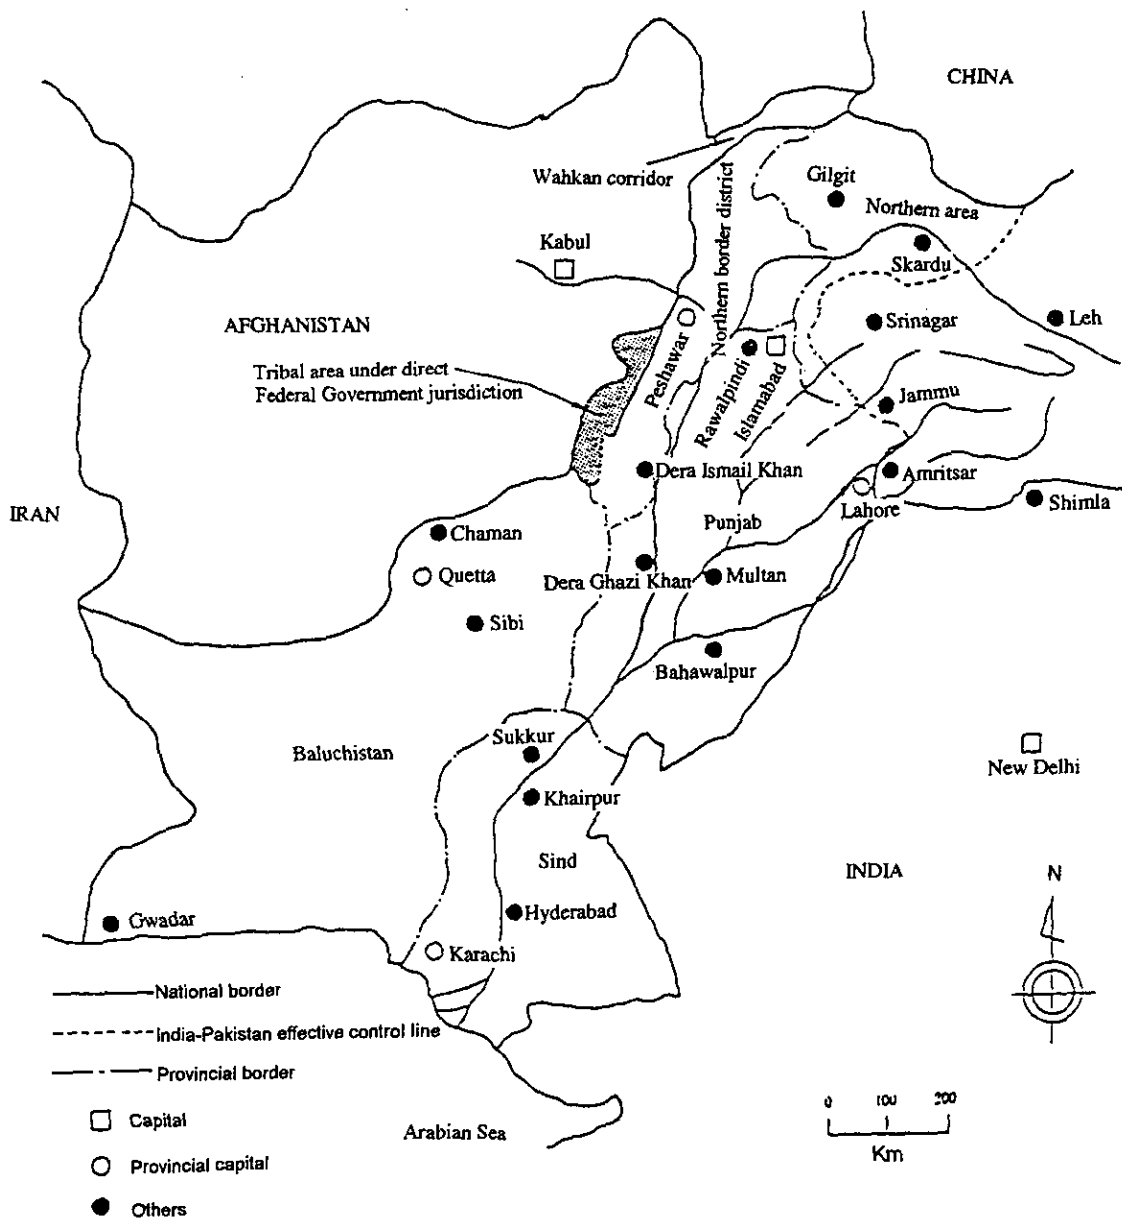 CHINA
Wahkan corridor
Northern border district
Gilgit
Northern area
Kabul
Skardu
AFGHANISTAN
Srinagar
Leh
Tribal area under direct
Federal Government jurisdiction
Peshawar
Rawalpindi
Islamabad
Jammu
Dera Ismail Khan
Amritsar
IRAN
Lahore
Shimla
Chaman
Punjab
Quetta
Dera Ghazi Khan
Multan
Sibi
Bahawalpur
Sukkur
Baluchistan
New Delhi
Khairpur
Sind
INDIA
N
Gwadar
Hyderabad
Karachi
National border
India-Pakistan effective control line
Provincial border
Capital
0 100 200
Arabian Sea
Km
Provincial capital
Others